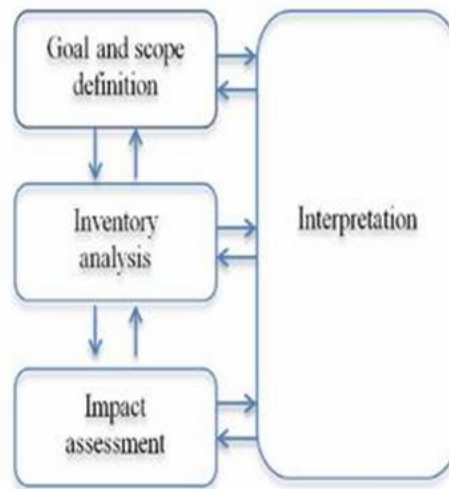 Goal and scope
definition
Inventory
analysis
Interpretation
Impact
assessment